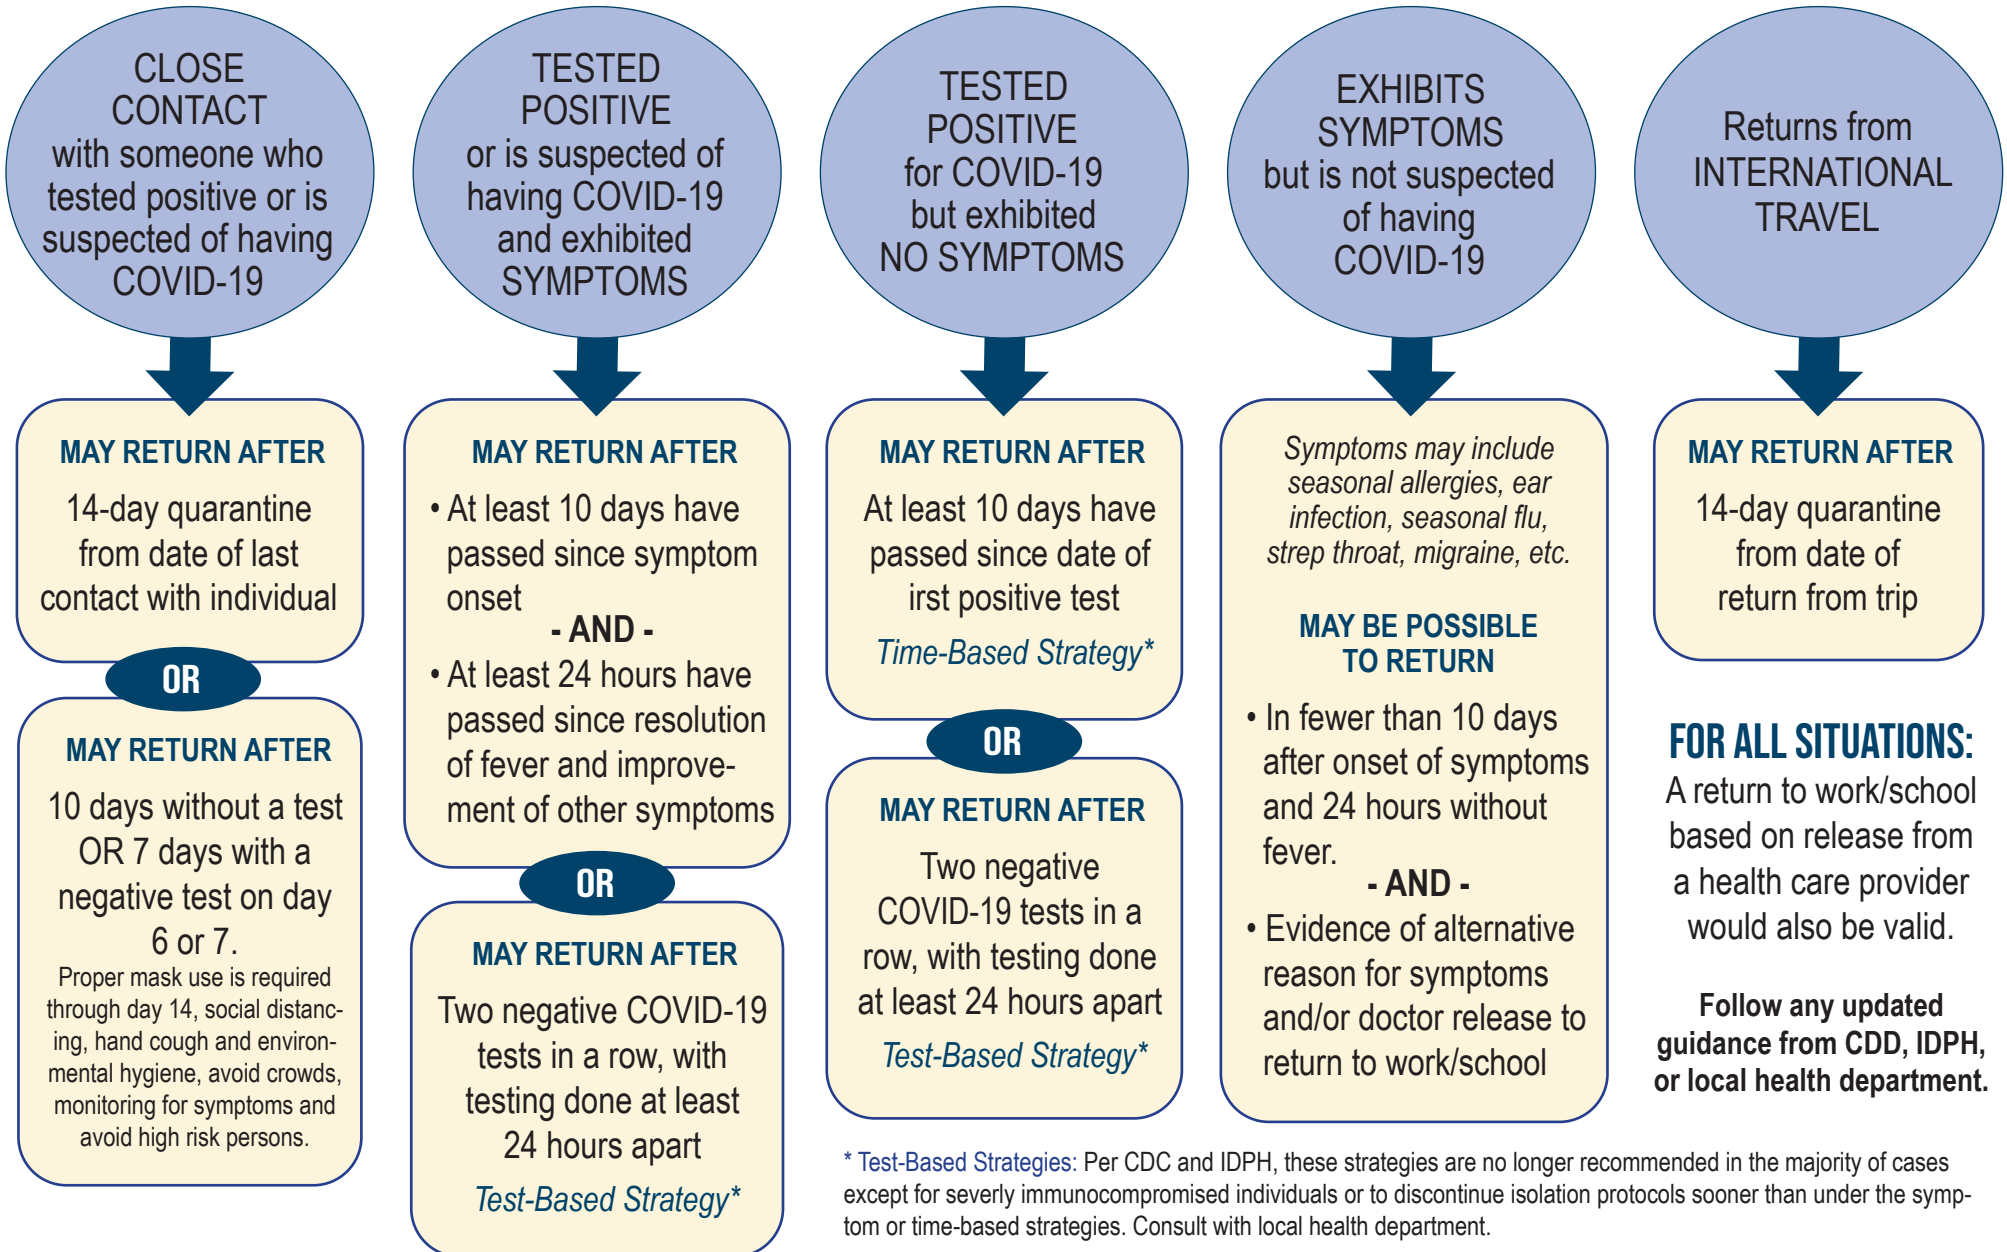 CLOSE
CONTACT
with someone who
tested positive or is
suspected of having
COVID-19
MAY RETURN AFTER
14-day quarantine
from date of last
contact with individual
OR
MAY RETURN AFTER
10 days without a test
OR 7 days with a
negative test on day
6 or 7.
Proper mask use is required
through day 14, social distanc-
ing, hand cough and environ-
mental hygiene, avoid crowds,
monitoring for symptoms and
avoid high risk persons.
TESTED
POSITIVE
or is suspected of
having COVID-19
and exhibited
SYMPTOMS
MAY RETURN AFTER
• At least 10 days have
passed since symptom
onset
- AND -
• At least 24 hours have
passed since resolution
of fever and improve-
ment of other symptoms
OR
MAY RETURN AFTER
Two negative COVID-19
tests in a row, with
testing done at least
24 hours apart
Test-Based Strategy*
TESTED
POSITIVE
for COVID-19
but exhibited
NO SYMPTOMS
MAY RETURN AFTER
At least 10 days have
passed since date of
irst positive test
Time-Based Strategy*
OR
MAY RETURN AFTER
Two negative
COVID-19 tests in a
row, with testing done
at least 24 hours apart
Test-Based Strategy*
EXHIBITS
SYMPTOMS
but is not suspected
of having
COVID-19
Symptoms may include
seasonal allergies, ear
infection, seasonal flu,
strep throat, migraine, etc.
MAY BE POSSIBLE
TO RETURN
• In fewer than 10 days
after onset of symptoms
and 24 hours without
fever.
- AND -
• Evidence of alternative
reason for symptoms
and/or doctor release to
return to work/school
Returns from
INTERNATIONAL
TRAVEL
MAY RETURN AFTER
14-day quarantine
from date of
return from trip
FOR ALL SITUATIONS:
A return to work/school
based on release from
a health care provider
would also be valid.
Follow any updated
guidance from CDD, IDPH,
or local health department.
* Test-Based Strategies: Per CDC and IDPH, these strategies are no longer recommended in the majority of cases
except for severly immunocompromised individuals or to discontinue isolation protocols sooner than under the symp-
tom or time-based strategies. Consult with local health department.